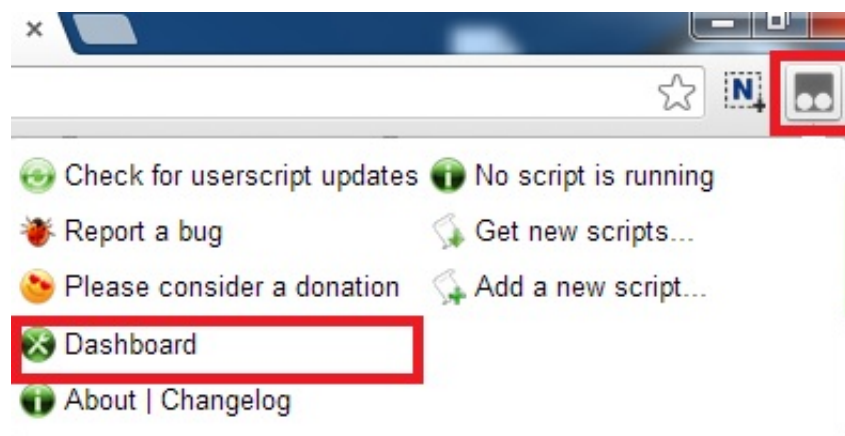 N
Check for userscript updates
No script is running
Report a bug
Get new scripts...
Please consider a donation
Add a new script...
Dashboard
About | Changelog